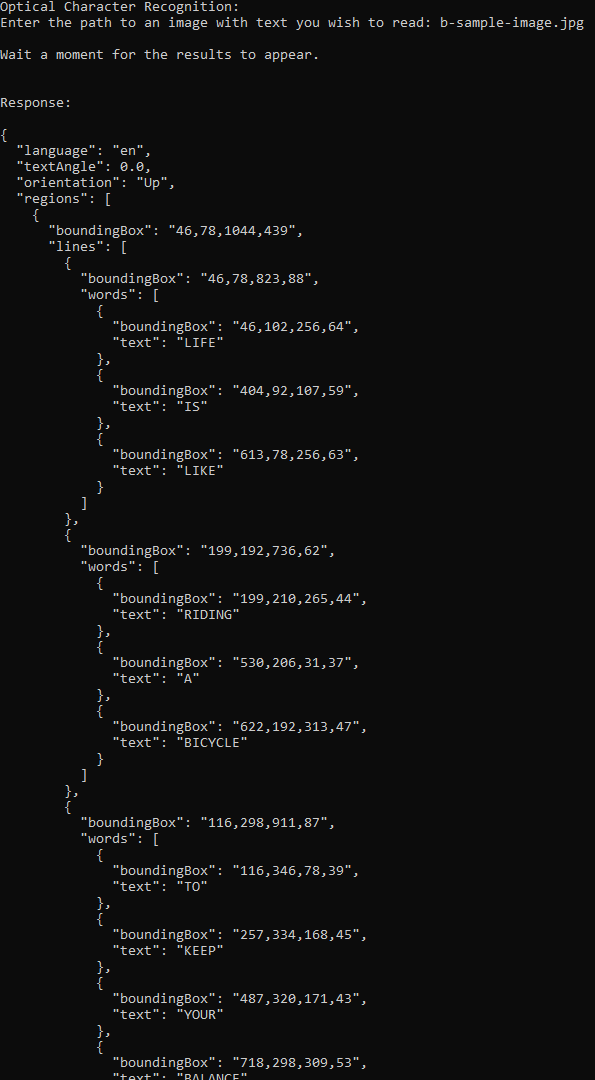 Optical Character Recognition:
Enter the path to an image with text you wish to read: b-sample-image.jpg

Wait a moment for the results to appear.


Response:

{
  "language": "en",
  "textAngle": 0.0,
  "orientation": "Up",
  "regions": [
    {
      "boundingBox": "46,78,1044,439",
      "lines": [
        {
          "boundingBox": "46,78,823,88",
          "words": [
            {
              "boundingBox": "46,102,256,64",
              "text": "LIFE"
            },
            {
              "boundingBox": "404,92,107,59",
              "text": "IS"
            },
            {
              "boundingBox": "613,78,256,63",
              "text": "LIKE"
            }
          ]
        },
        {
          "boundingBox": "199,192,736,62",
          "words": [
            {
              "boundingBox": "199,210,265,44",
              "text": "RIDING"
            },
            {
              "boundingBox": "530,206,31,37",
              "text": "A"
            },
            {
              "boundingBox": "622,192,313,47",
              "text": "BICYCLE"
            }
          ]
        },
        {
          "boundingBox": "116,298,911,87",
          "words": [
            {
              "boundingBox": "116,346,78,39",
              "text": "TO"
            },
            {
              "boundingBox": "257,334,168,45",
              "text": "KEEP"
            },
            {
              "boundingBox": "487,320,171,43",
              "text": "YOUR"
            },
            {
              "boundingBox": "718,298,309,53",
              "text": "BALANCE"